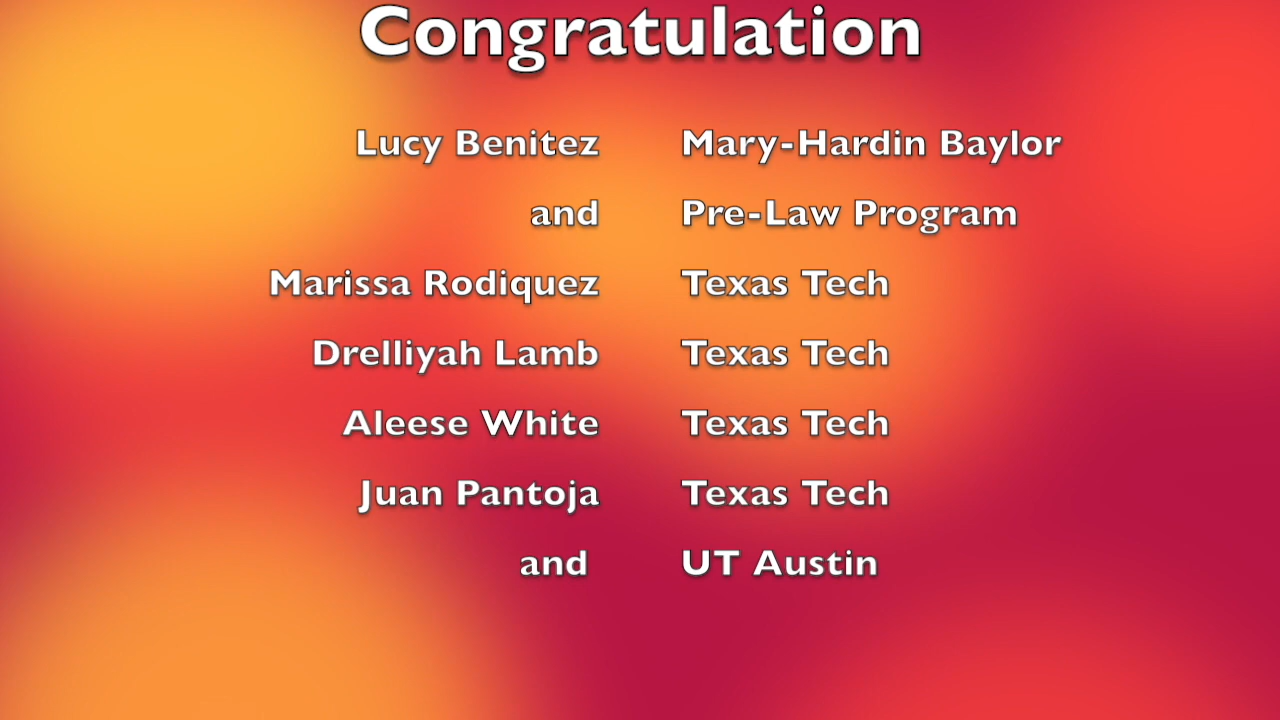 Congratulation
Lucy Benitez Mary-Hardin Baylor
and Pre-Law Program
Marissa Rodiquez Texas Tech
Drelliyah Lamb Texas Tech
Aleese White Texas Tech
Juan Pantoja Texas Tech
and UT Austin